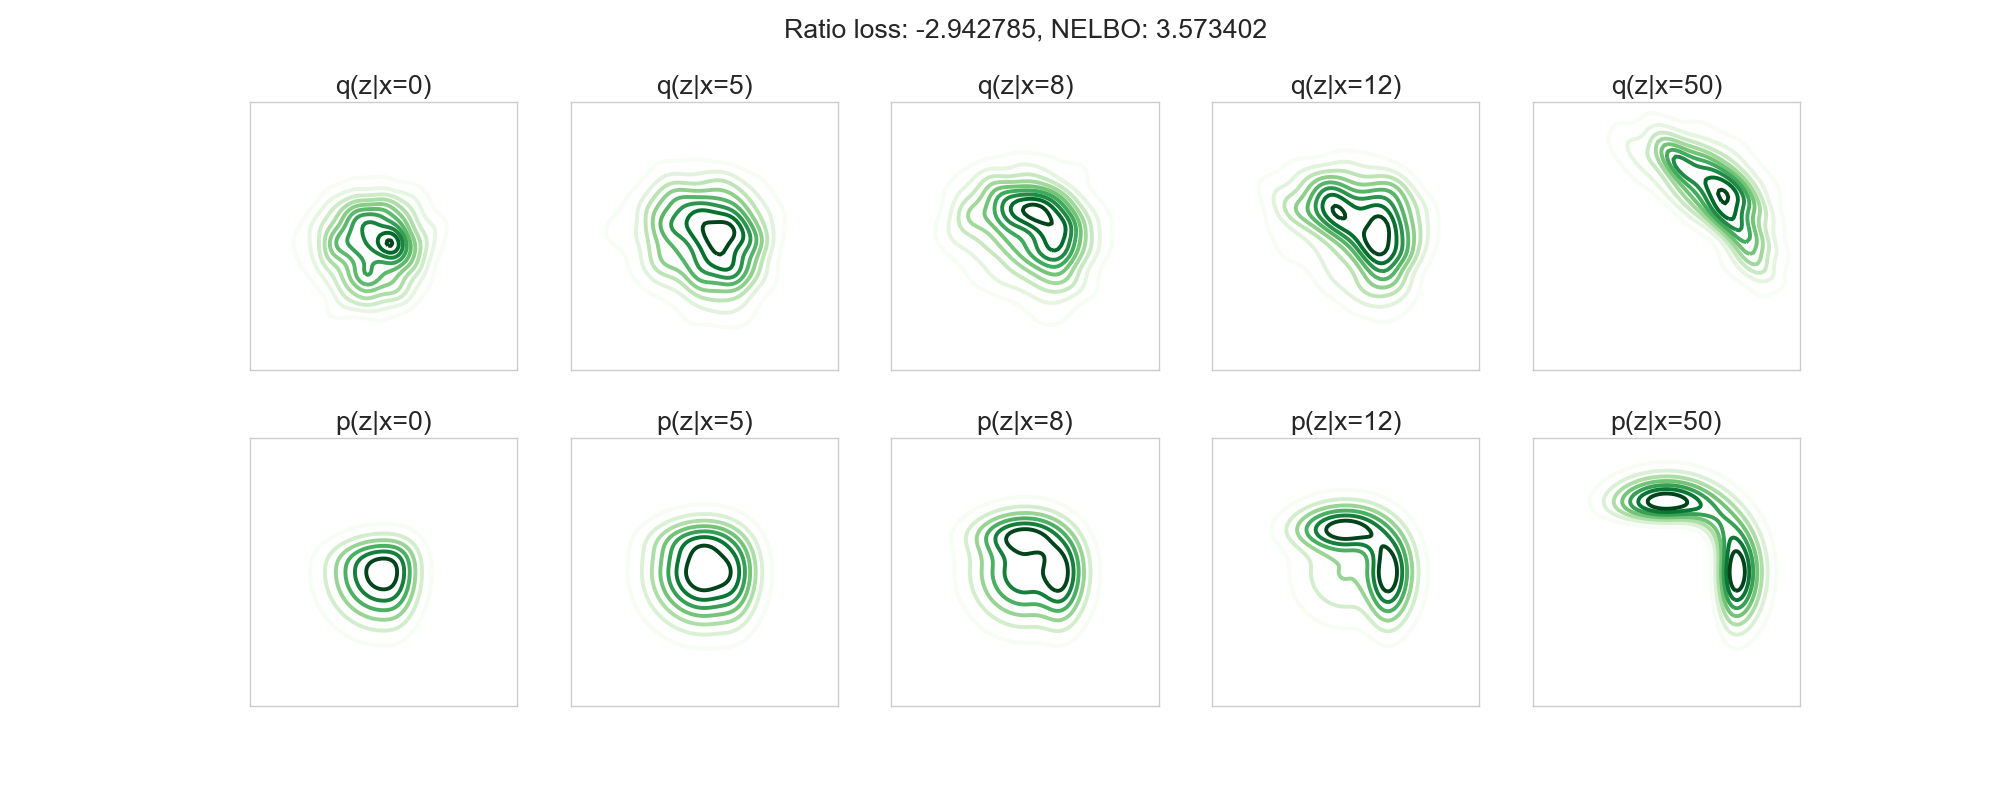 Ratio loss: -2.942785, NELBO: 3.573402
q(z|x=0) q(z|x=5) q(z|x=8) q(z|x=12) q(z|x=50)
p(z|x=0) p(z|x=5) p(z|x=8) p(z|x=12) p(z|x=50)